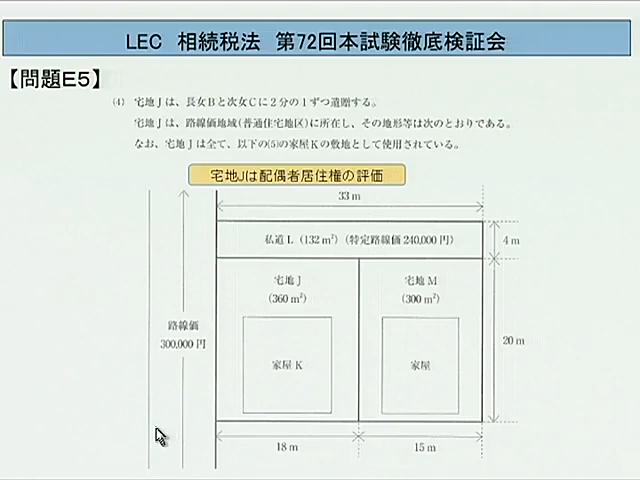 LEC 相続税法 第72回本試験徹底検証会
【問題E5】
(4) 宅地Jは、長女Bと次女Cに2分の1ずつ遺贈する。
宅地Jは、路線価地域(普通住宅地区)に所在し、その地形等は次のとおりである。
なお、宅地Jは全て、以下の(5)の家屋Kの敷地として使用されている。
宅地Jは配偶者居住権の評価
33 m
私道L(132㎡)(特定路線価 240,000円)
4 m
宅地J
(360㎡)
宅地M
(300㎡)
路線価
300,000円
20 m
家屋K
家屋
18 m
15 m